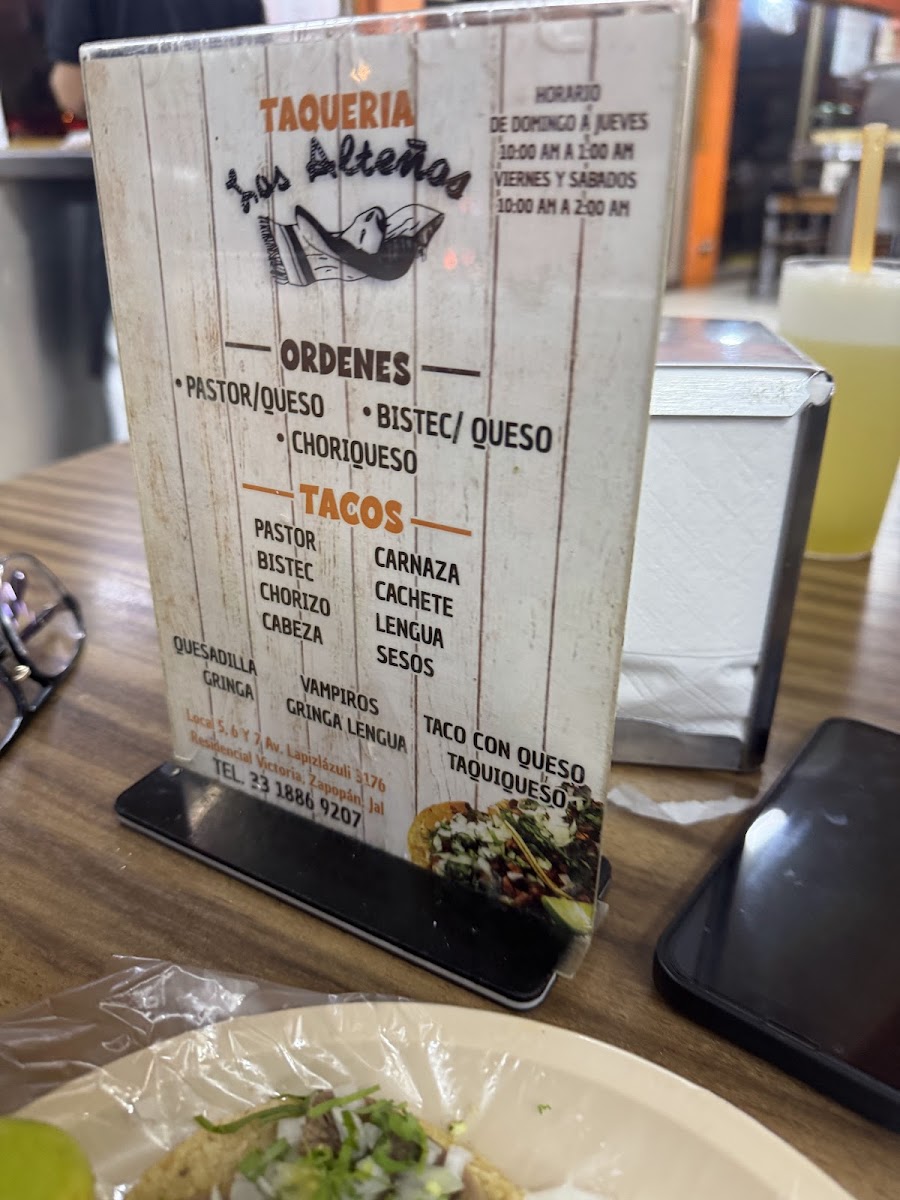 TAQUERIA
Los Alteños
HORARIO
DE DOMINGO A JUEVES
10:00 AM A 1:00 AM
VIERNES Y SÁBADOS
10:00 AM A 2:00 AM
ORDENES
• PASTOR/QUESO
• BISTEC/ QUESO
• CHORIQUESO
TACOS
PASTOR
BISTEC
CHORIZO
CABEZA
CARNAZA
CACHETE
LENGUA
SESOS
QUESADILLA
GRINGA
VAMPIROS
GRINGA LENGUA
TACO CON QUESO
TAQUIQUESO
Local 5, 6 Y 7 Av. Lapizlázuli 3176
Residencial Victoria, Zapopán, Jal
TEL. 33 1886 9207